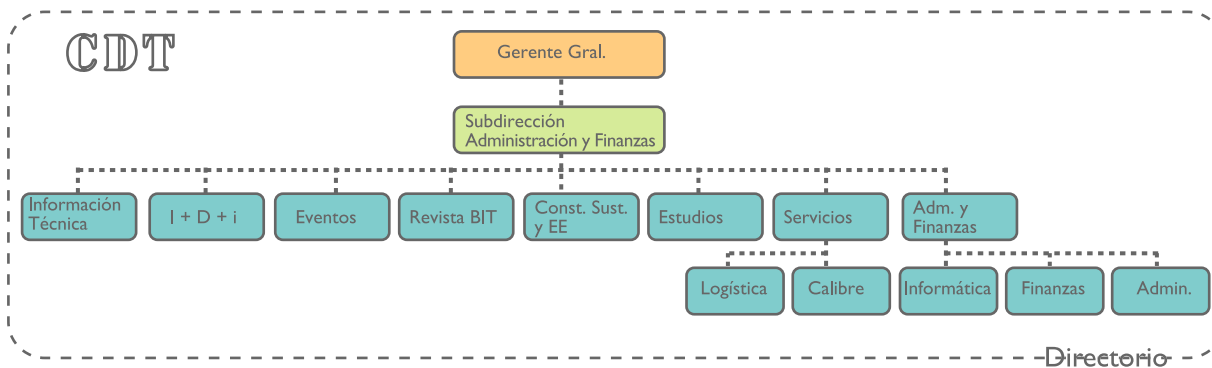 CDT
Gerente Gral.
Subdirección
Administración y Finanzas
Información
Técnica
I + D + i
Eventos
Revista BIT
Const. Sust.
y EE
Estudios
Servicios
Adm. y
Finanzas
Logística
Calibre
Informática
Finanzas
Admin.
Directorio